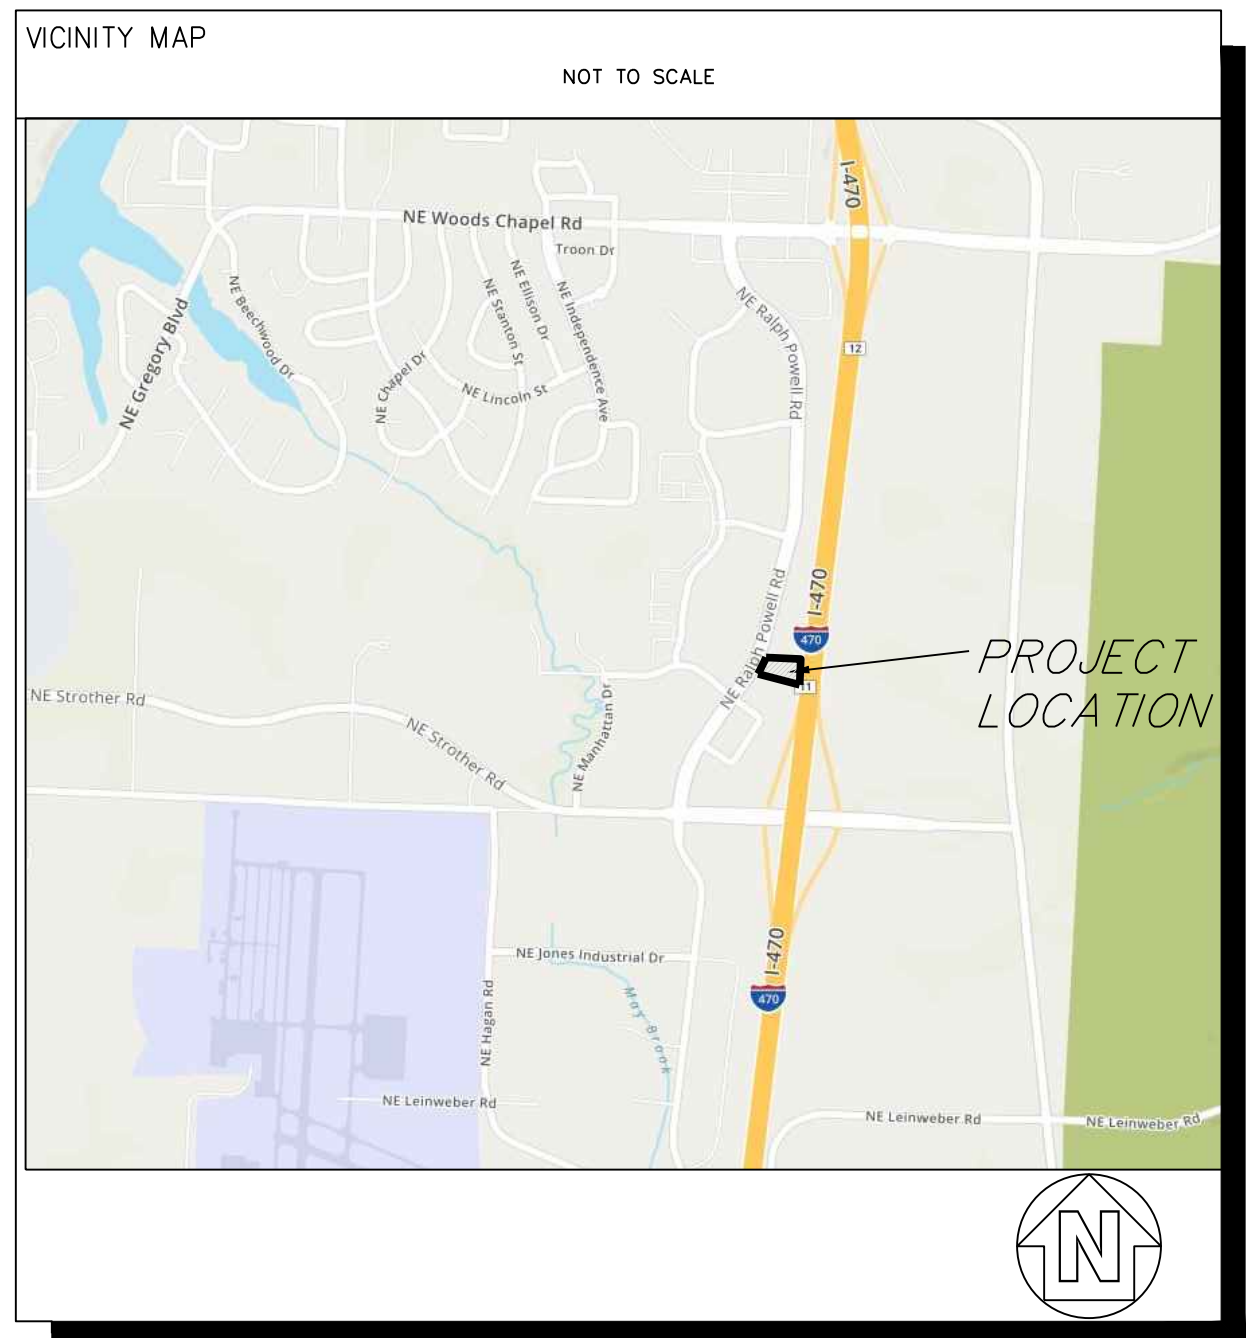 VICINITY MAP
NOT TO SCALE
I-470
NE Woods Chapel Rd
Troon Dr
NE Beechwood Dr
NE Gregory Blvd
NE Stanton St
NE Ellison Dr
NE Independence Ave
NE Ralph Powell Rd
12
NE Chapel Dr
NE Lincoln St
NE Ralph Powell Rd
I-470
470
PROJECT
LOCATION
11
NE Strother Rd
NE Strother Rd
NE Manhattan Dr
I-470
470
NE Jones Industrial Dr
NE Hagan Rd
May Brook
NE Leinweber Rd
NE Leinweber Rd
NE Leinweber Rd
N